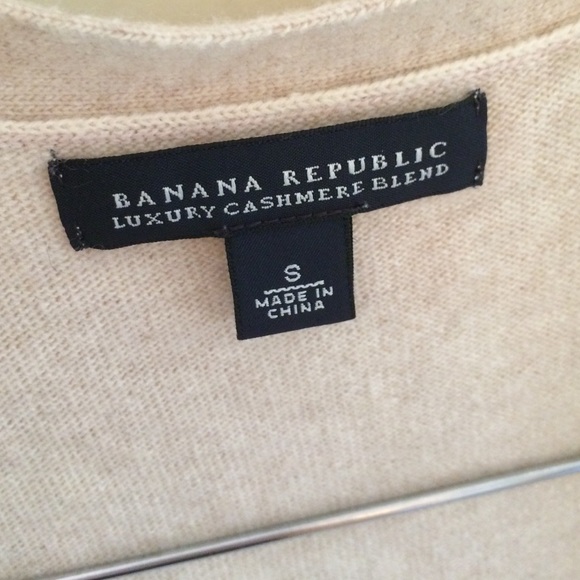 BANANA REPUBLIC
LUXURY CASHMERE BLEND
S
MADE IN
CHINA